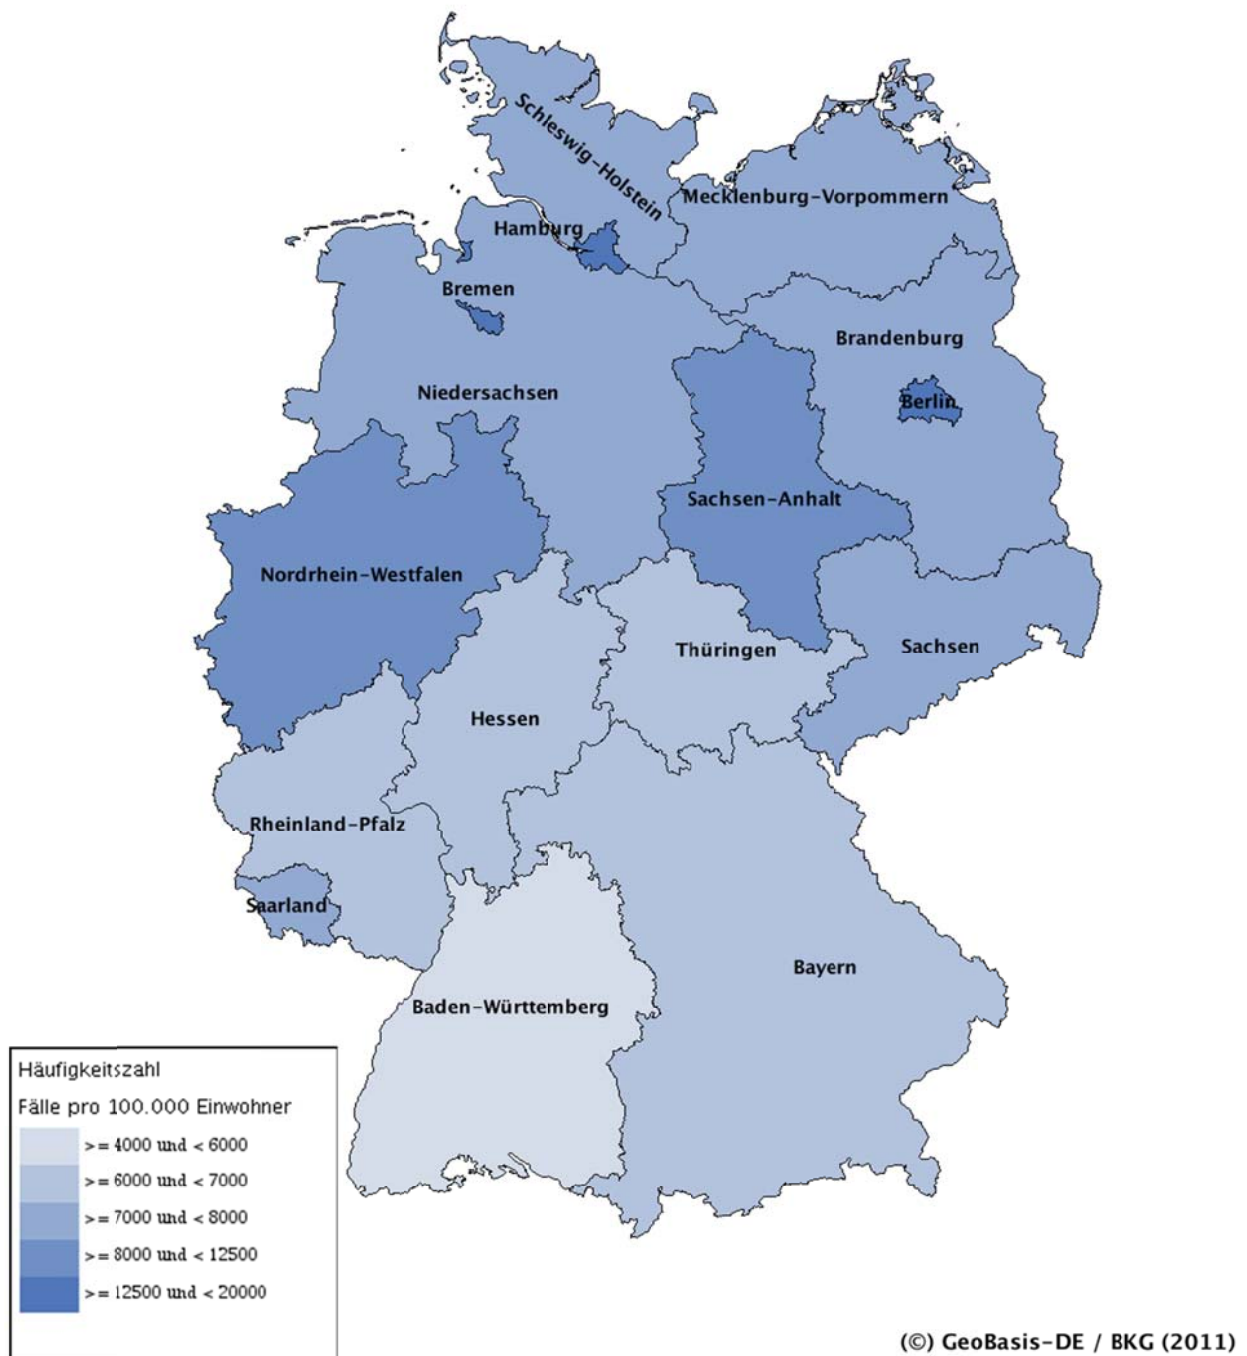 Schleswig-Holstein
Mecklenburg-Vorpommern
Hamburg
Bremen
Brandenburg
Niedersachsen
Berlin
Sachsen-Anhalt
Nordrhein-Westfalen
Thüringen
Sachsen
Hessen
Rheinland-Pfalz
Saarland
Bayern
Baden-Württemberg
Häufigkeitszahl
Fälle pro 100.000 Einwohner
>= 4000 und < 6000
>= 6000 und < 7000
>= 7000 und < 8000
>= 8000 und < 12500
>= 12500 und < 20000
(©) GeoBasis-DE / BKG (2011)